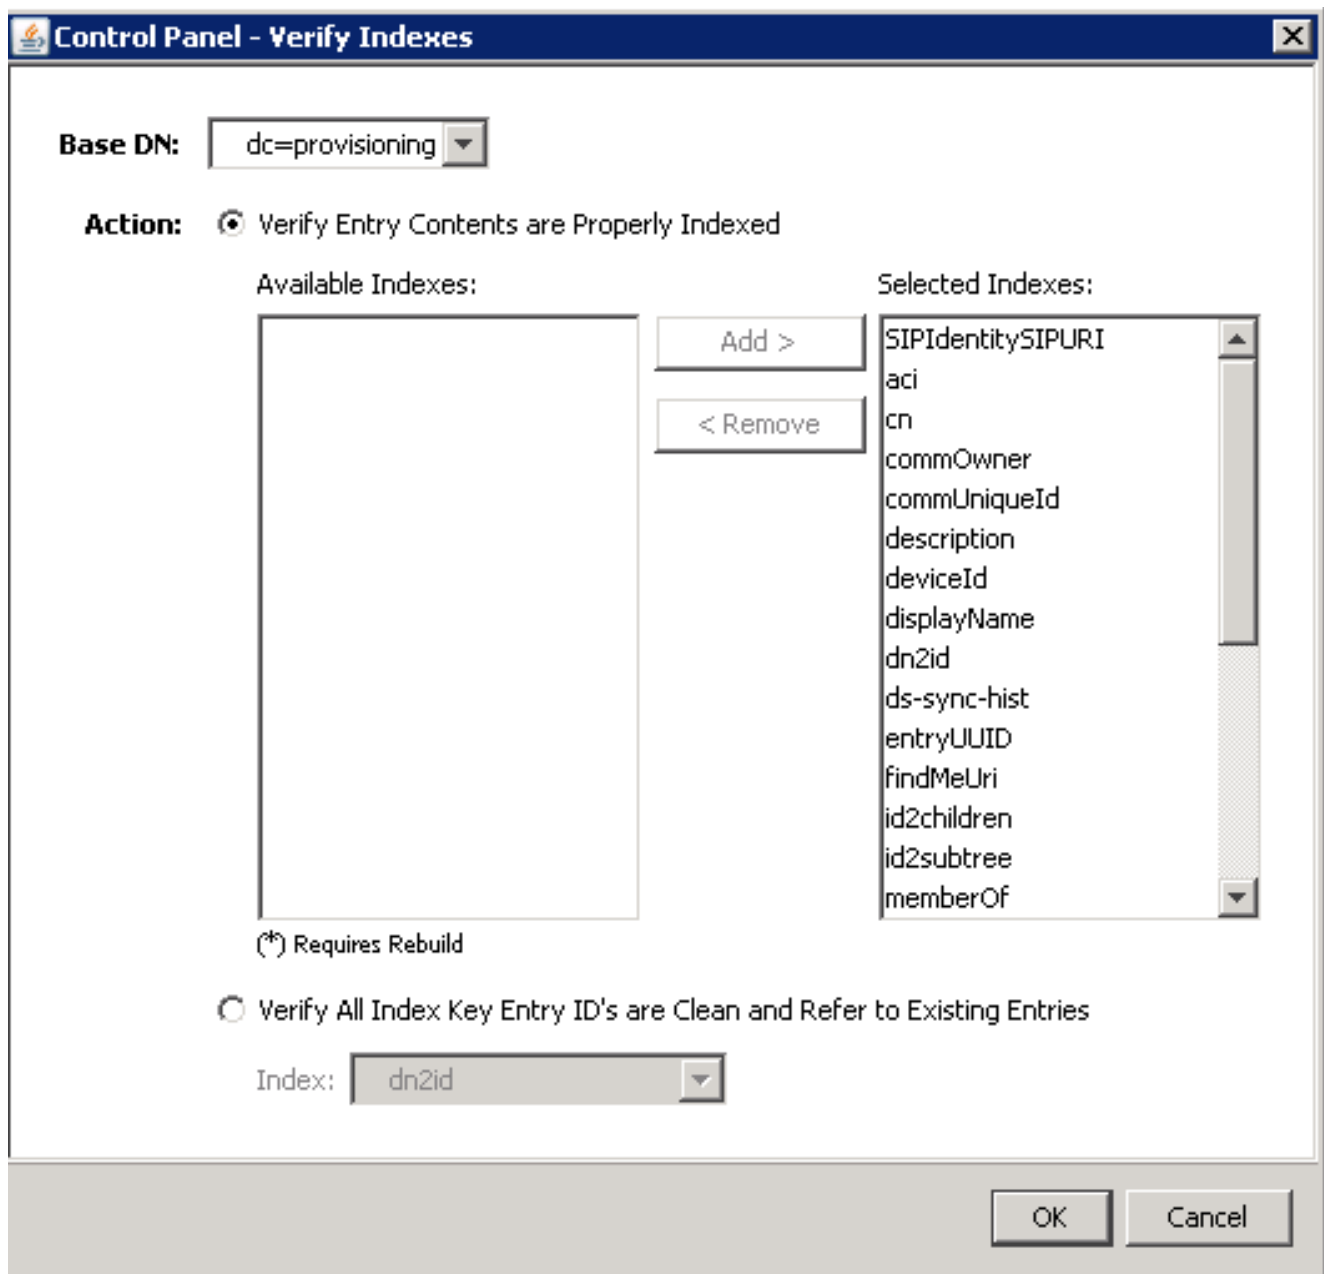 Control Panel - Verify Indexes
Base DN: dc=provisioning
Action: Verify Entry Contents are Properly Indexed
Available Indexes: Selected Indexes:
Add >
< Remove
SIPIdentitySIPURI
aci
cn
commOwner
commUniqueId
description
deviceId
displayName
dn2id
ds-sync-hist
entryUUID
findMeUri
id2children
id2subtree
memberOf
(*) Requires Rebuild
Verify All Index Key Entry ID's are Clean and Refer to Existing Entries
Index: dn2id
OK Cancel